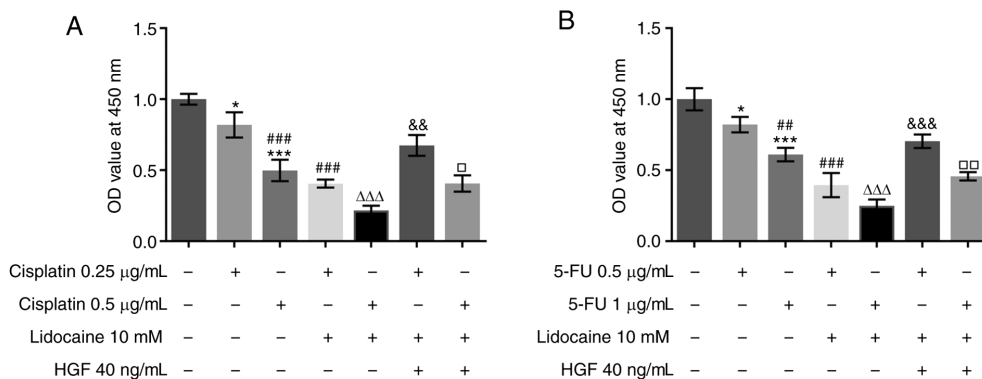 A
OD value at 450 nm
1.5
1.0
0.5
0.0
*
###
***
###
ΔΔΔ
&&
□
Cisplatin 0.25 µg/mL – + – + – + –
Cisplatin 0.5 µg/mL – – + – + – +
Lidocaine 10 mM – – – + + + +
HGF 40 ng/mL – – – – – + +
B
OD value at 450 nm
1.5
1.0
0.5
0.0
*
##
***
###
ΔΔΔ
&&&
□□
5-FU 0.5 µg/mL – + – + – + –
5-FU 1 µg/mL – – + – + – +
Lidocaine 10 mM – – – + + + +
HGF 40 ng/mL – – – – – + +